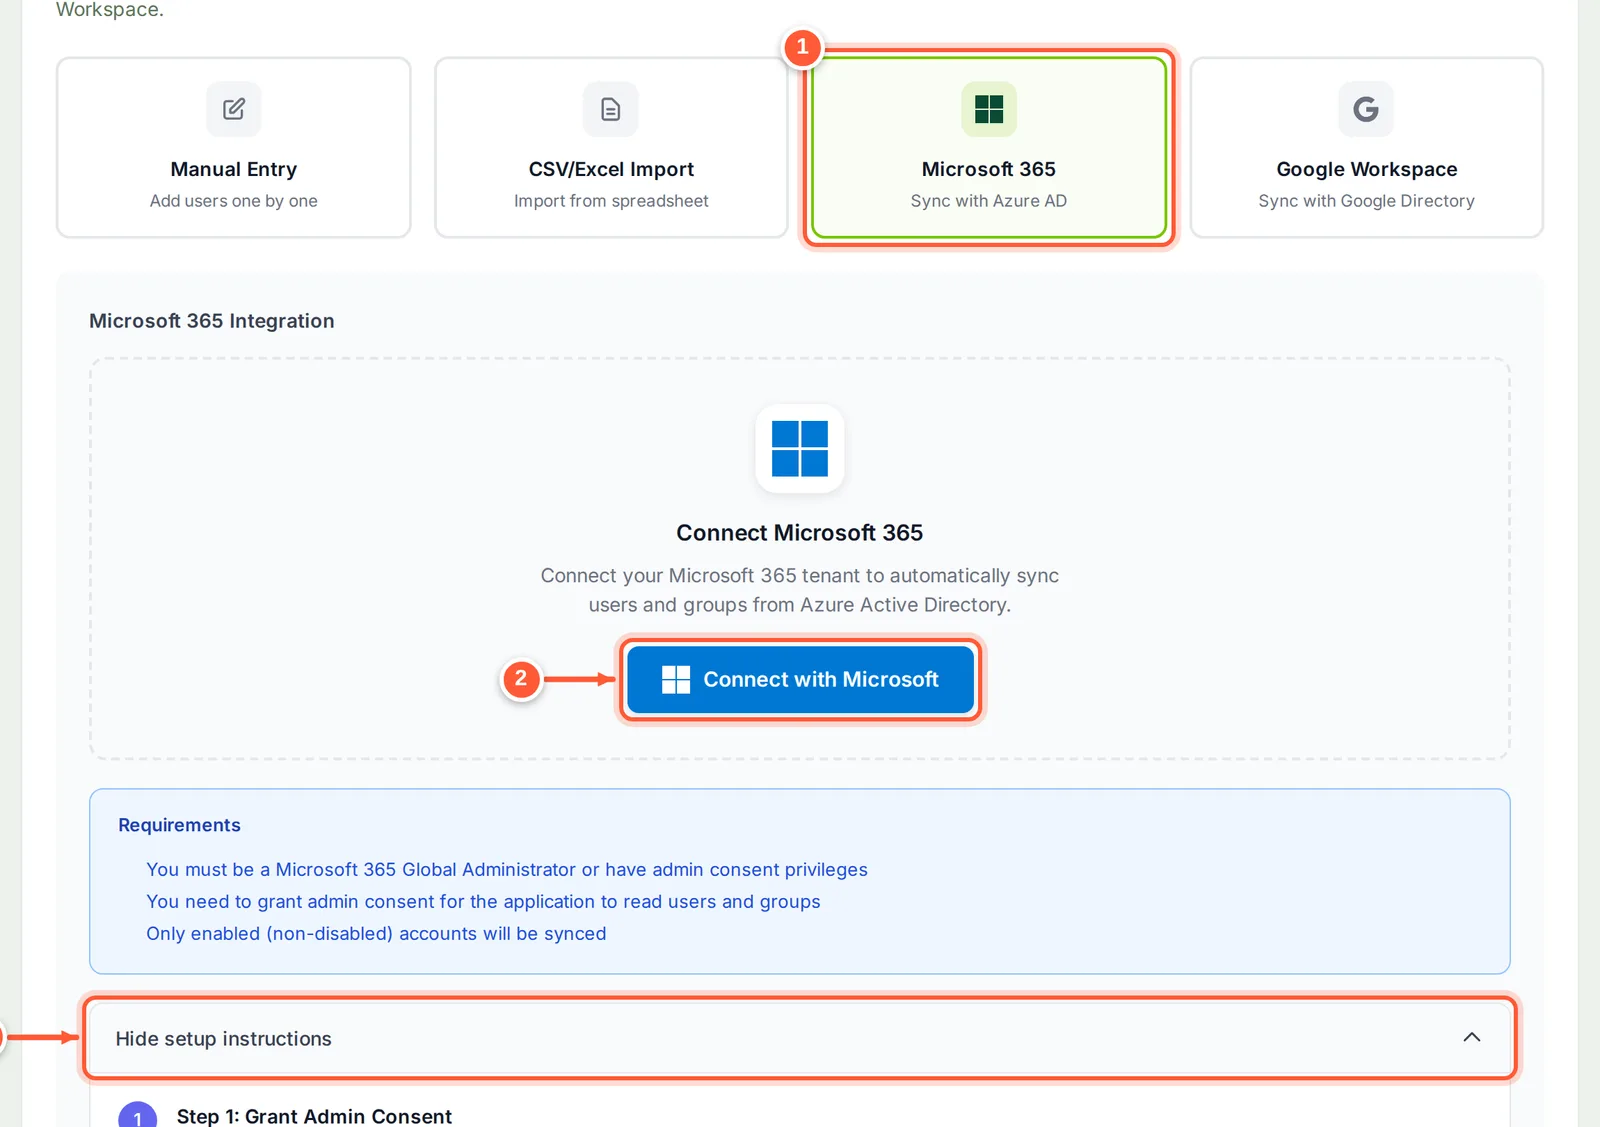 Workspace.
1
Manual Entry
Add users one by one
CSV/Excel Import
Import from spreadsheet
Microsoft 365
Sync with Azure AD
Google Workspace
Sync with Google Directory
Microsoft 365 Integration
Connect Microsoft 365
Connect your Microsoft 365 tenant to automatically sync
users and groups from Azure Active Directory.
2
Connect with Microsoft
Requirements
You must be a Microsoft 365 Global Administrator or have admin consent privileges
You need to grant admin consent for the application to read users and groups
Only enabled (non-disabled) accounts will be synced
Hide setup instructions
1
Step 1: Grant Admin Consent